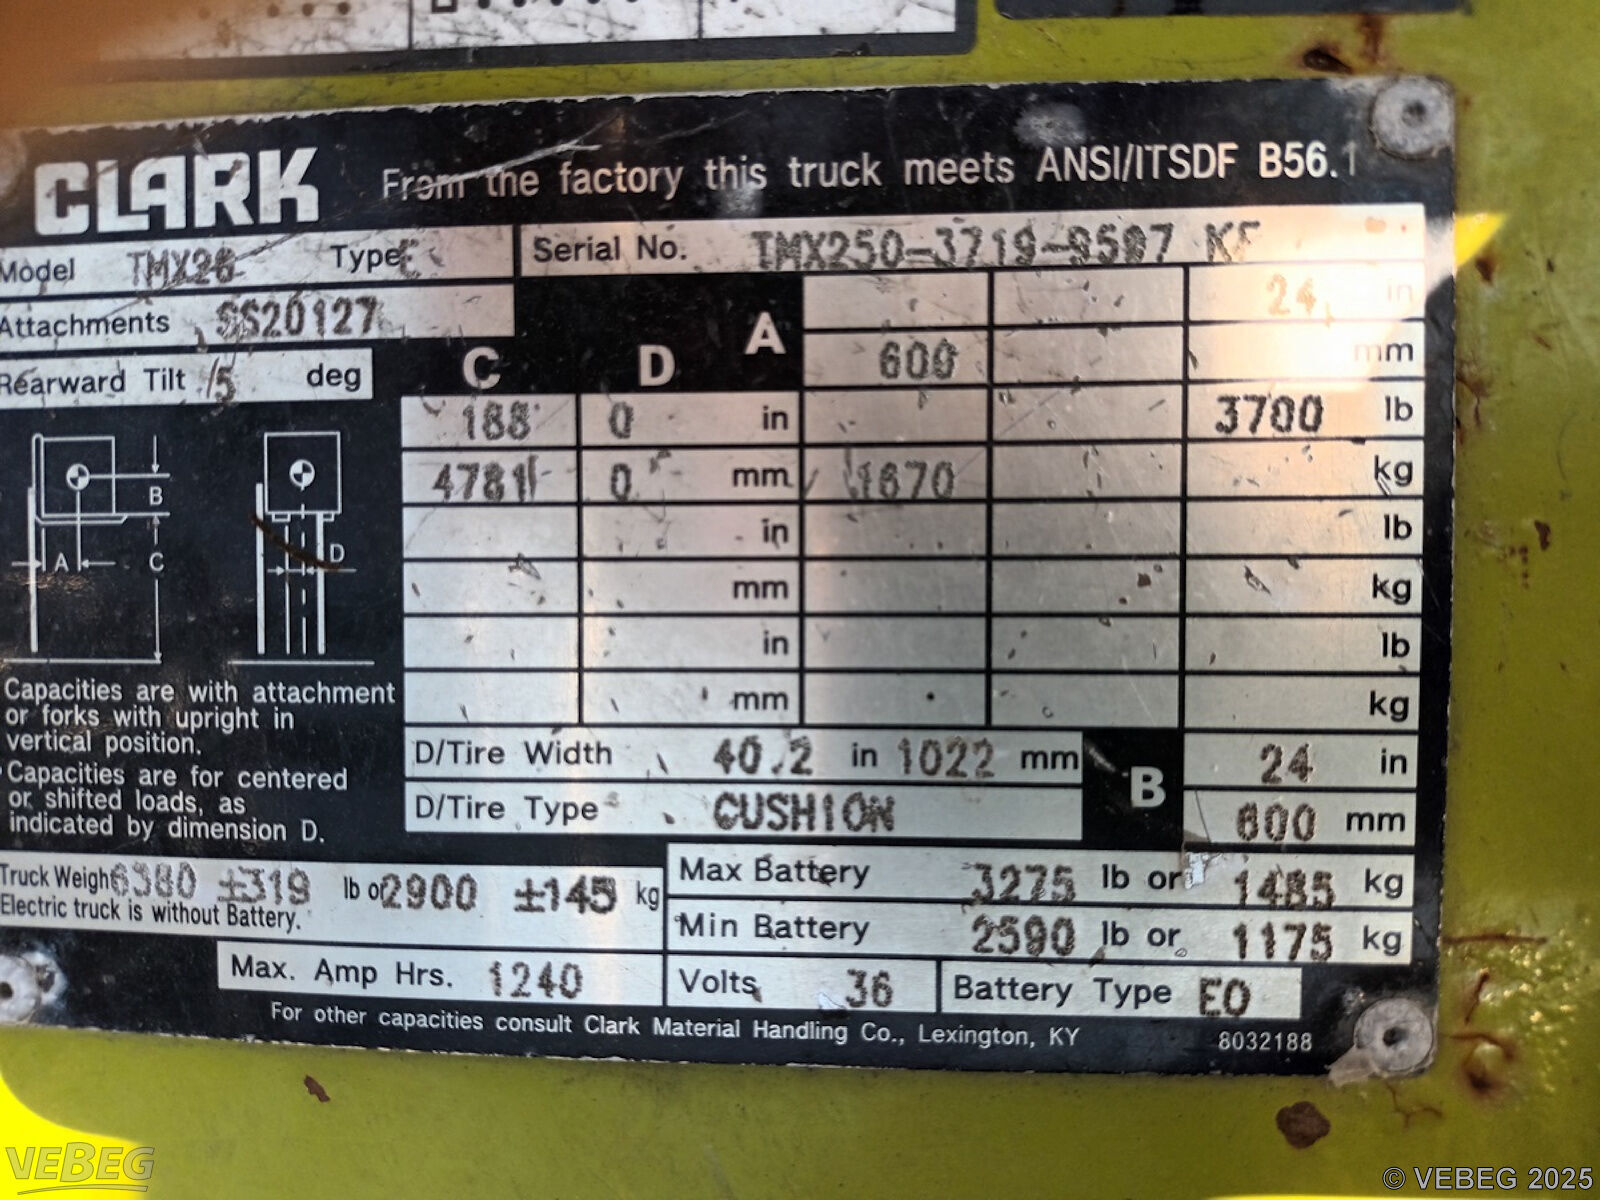 CLARK From the factory this truck meets ANSI/ITSDF B56.1
Model TMX26 Type E Serial No. TMX250-3719-9587 KF
Attachments SS20127
24 in
600 mm
Rearward Tilt /5 deg
C D A
188 0 in 3700 lb
4781 0 mm 1670 kg
in lb
mm kg
in lb
mm kg
B
A C
D
Capacities are with attachment
or forks with upright in
vertical position.
Capacities are for centered
or shifted loads, as
indicated by dimension D.
D/Tire Width 40.2 in 1022 mm
D/Tire Type CUSHION
B 24 in
600 mm
Truck Weight 6380 ±319 lb or 2900 ±145 kg
Electric truck is without Battery.
Max Battery 3275 lb or 1485 kg
Min Battery 2590 lb or 1175 kg
Max. Amp Hrs. 1240 Volts 36 Battery Type EO
For other capacities consult Clark Material Handling Co., Lexington, KY 8032188
VEBEG
© VEBEG 2025